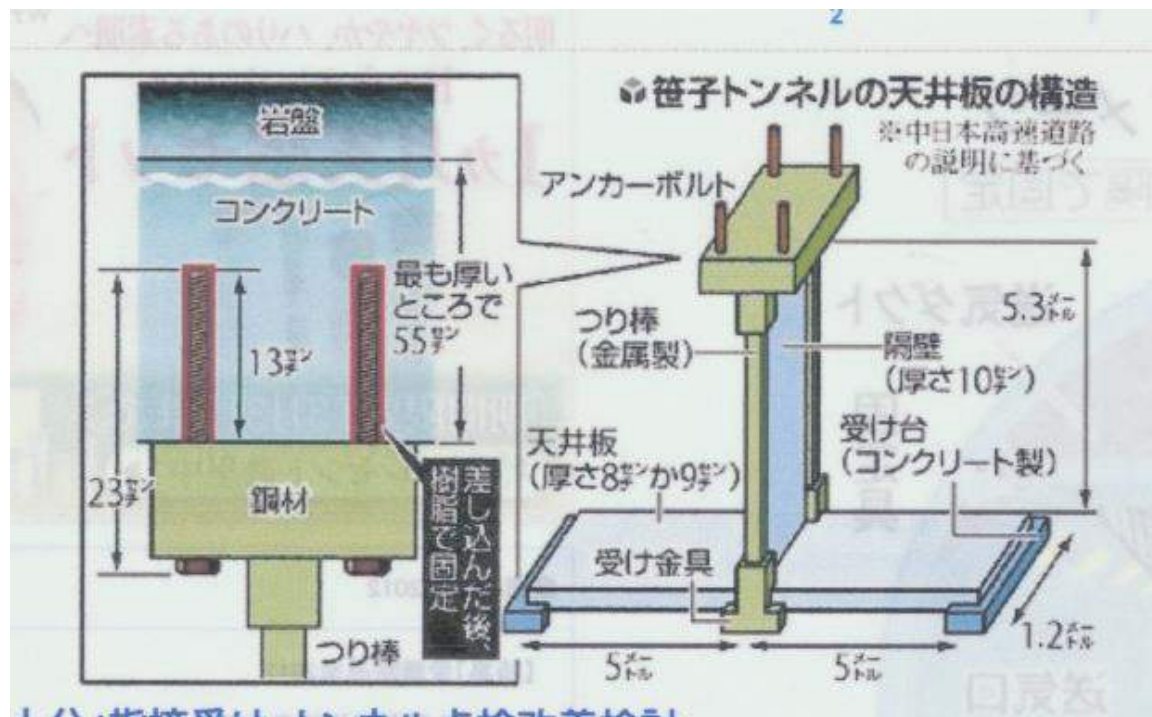 2
1
笹子トンネルの天井板の構造
※中日本高速道路
の説明に基づく
岩盤
コンクリート
最も厚い
ところで
55センチ
13センチ
23センチ
鋼材
差し込んだ後、
樹脂で固定
つり棒
アンカーボルト
つり棒
(金属製)
隔壁
(厚さ10センチ)
5.3メートル
天井板
(厚さ8センチか9センチ)
受け台
(コンクリート製)
受け金具
5メートル
5メートル
1.2メートル